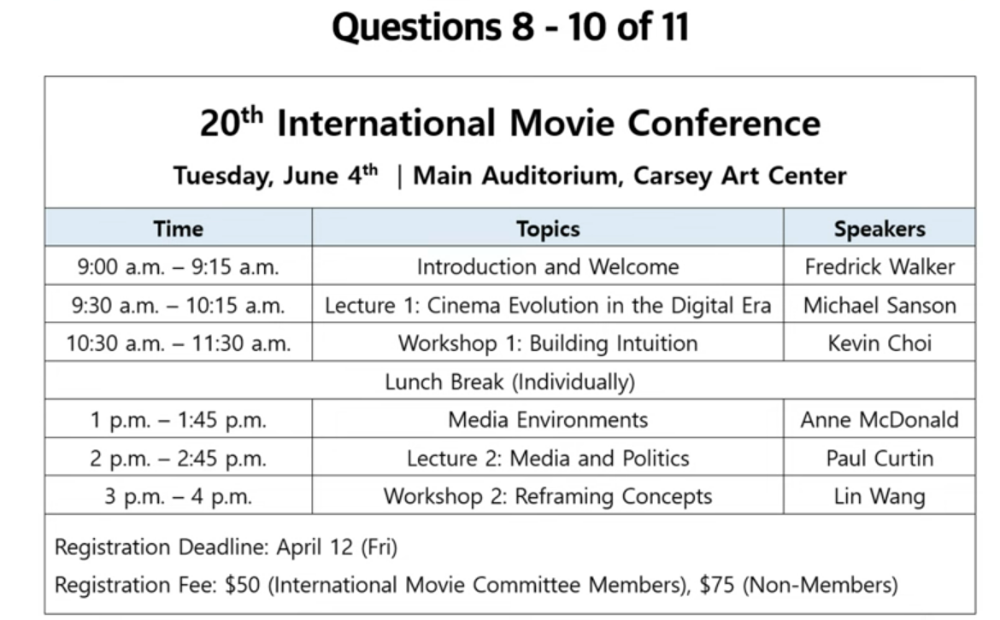 Questions 8 - 10 of 11
20th International Movie Conference
Tuesday, June 4th | Main Auditorium, Carsey Art Center
Time Topics Speakers
9:00 a.m. – 9:15 a.m. Introduction and Welcome Fredrick Walker
9:30 a.m. – 10:15 a.m. Lecture 1: Cinema Evolution in the Digital Era Michael Sanson
10:30 a.m. – 11:30 a.m. Workshop 1: Building Intuition Kevin Choi
Lunch Break (Individually)
1 p.m. – 1:45 p.m. Media Environments Anne McDonald
2 p.m. – 2:45 p.m. Lecture 2: Media and Politics Paul Curtin
3 p.m. – 4 p.m. Workshop 2: Reframing Concepts Lin Wang
Registration Deadline: April 12 (Fri)
Registration Fee: $50 (International Movie Committee Members), $75 (Non-Members)